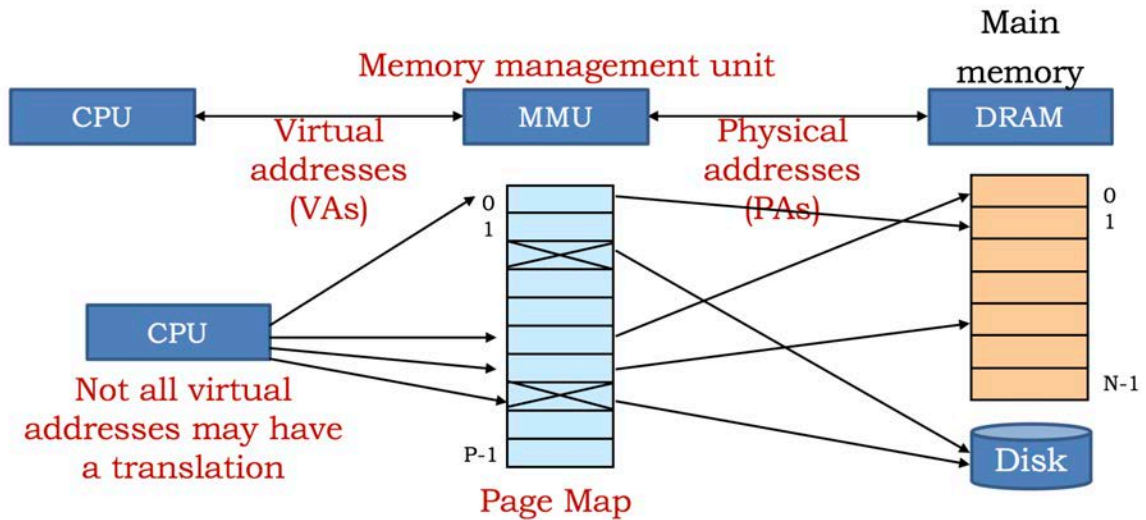 Main
memory
Memory management unit
CPU
MMU
DRAM
Virtual
addresses
(VAs)
Physical
addresses
(PAs)
0
1
0
1
CPU
Not all virtual
addresses may have
a translation
P-1
N-1
Disk
Page Map